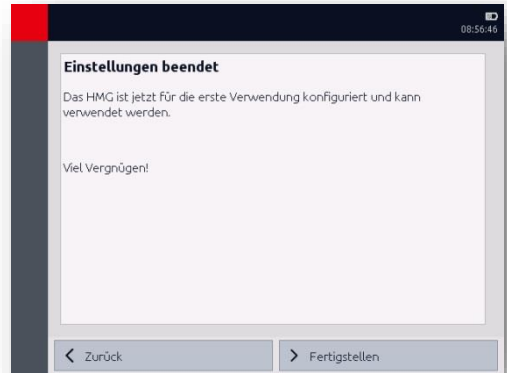 08:56:46
Einstellungen beendet
Das HMG ist jetzt für die erste Verwendung konfiguriert und kann
verwendet werden.
Viel Vergnügen!
Zurück
Fertigstellen